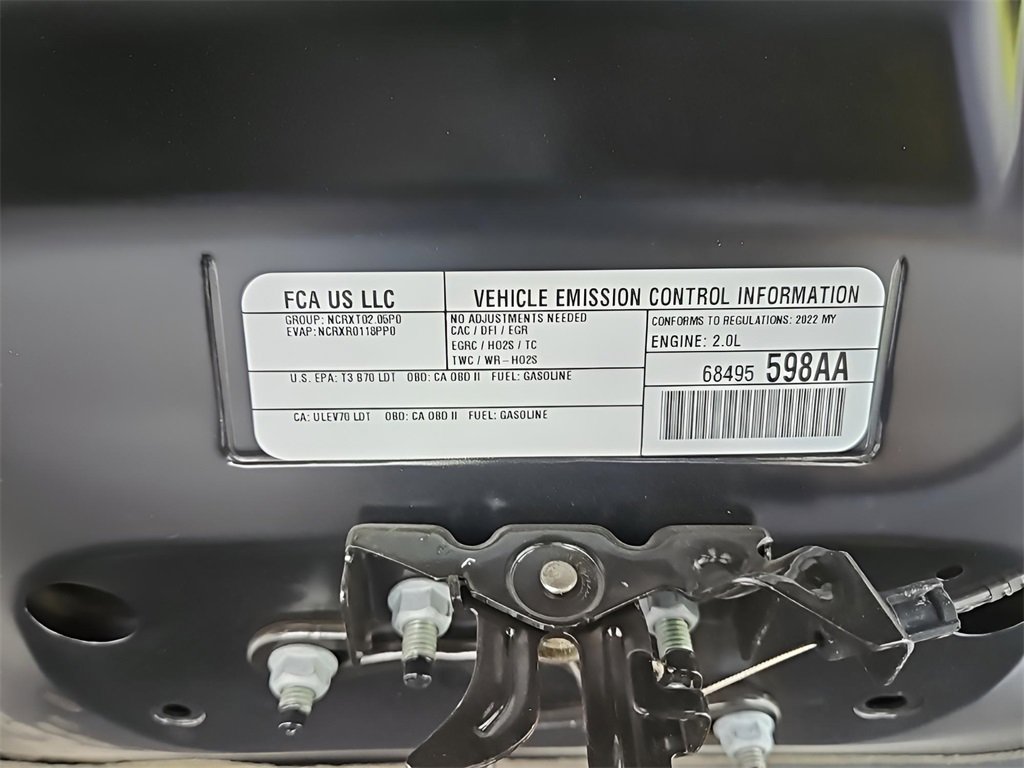 FCA US LLC
GROUP: NCRXT02.05P0
EVAP: NCRXR0118PP0
VEHICLE EMISSION CONTROL INFORMATION
NO ADJUSTMENTS NEEDED
CAC / DFI / EGR
EGRC / HO2S / TC
TWC / WR-HO2S
CONFORMS TO REGULATIONS: 2022 MY
ENGINE: 2.0L
68495 598AA
U.S. EPA: T3 B70 LDT OBD: CA OBD II FUEL: GASOLINE
CA: ULEV70 LDT OBD: CA OBD II FUEL: GASOLINE